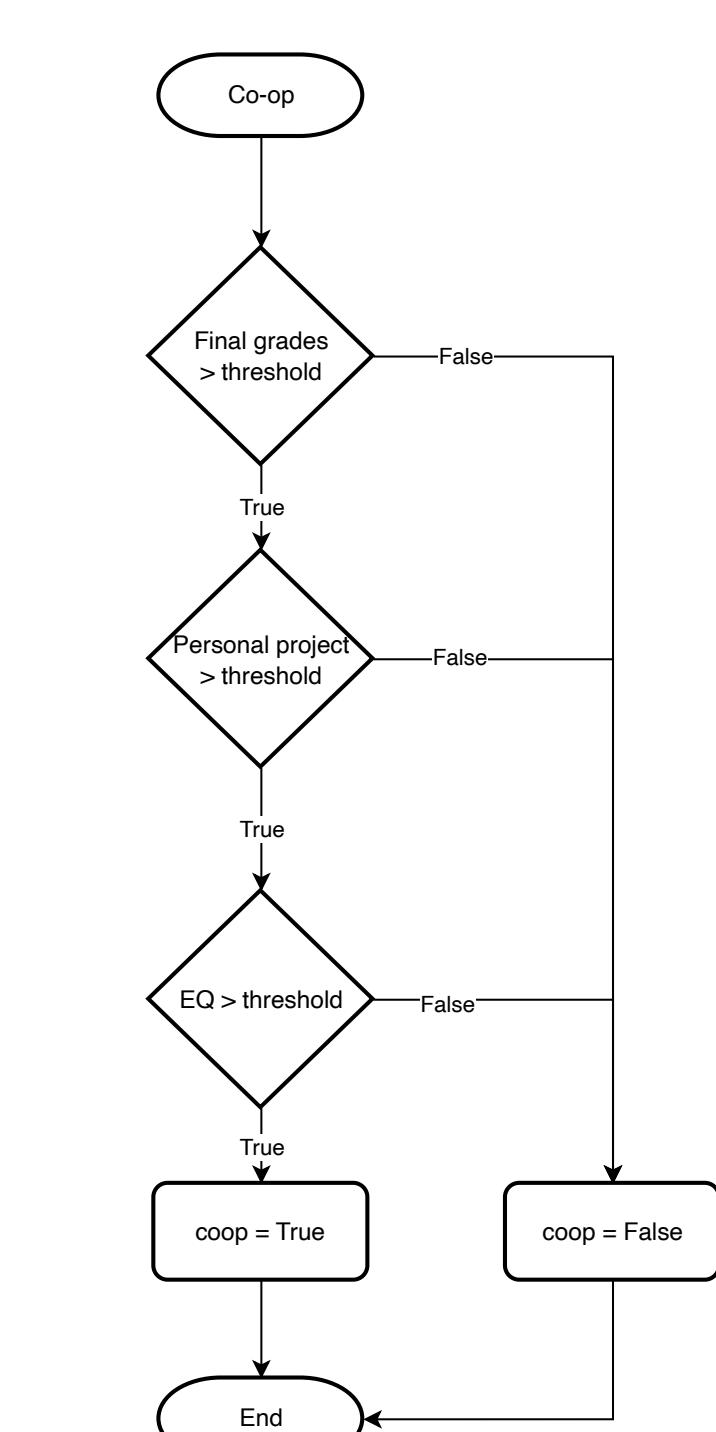 Co-op
Final grades
> threshold
False
True
Personal project
> threshold
False
True
EQ > threshold
False
True
coop = True
coop = False
End